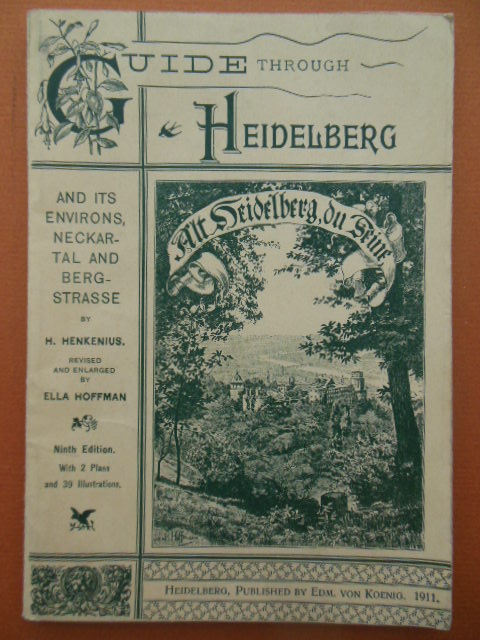 GUIDE THROUGH
HEIDELBERG
AND ITS
ENVIRONS,
NECKAR-
TAL AND
BERG-
STRASSE
BY
H. HENKENIUS.
REVISED
AND ENLARGED
BY
ELLA HOFFMAN
Ninth Edition.
With 2 Plans
and 39 Illustrations.
Alt Heidelberg, du Feine
HEIDELBERG, PUBLISHED BY EDM. VON KOENIG. 1911.